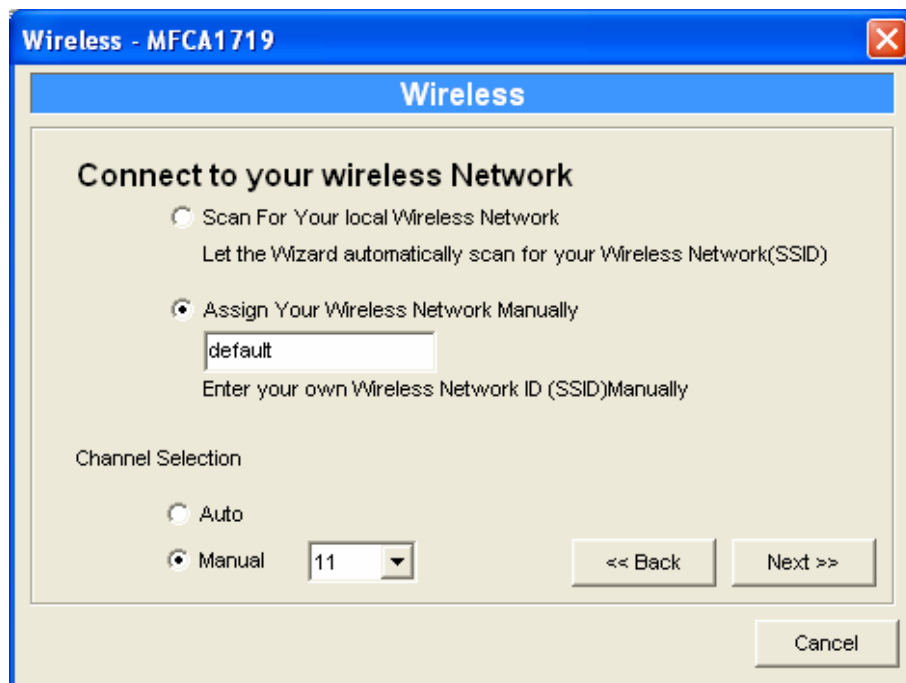 Wireless - MFCA1719
Wireless
Connect to your wireless Network
Scan For Your local Wireless Network
Let the Wizard automatically scan for your Wireless Network(SSID)
Assign Your Wireless Network Manually
default
Enter your own Wireless Network ID (SSID)Manually
Channel Selection
Auto
Manual 11 << Back Next >>
Cancel